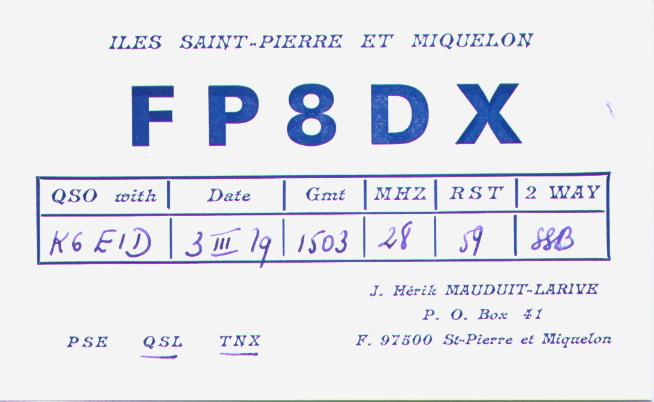 ILES SAINT-PIERRE ET MIQUELON
FP8DX
QSO with Date Gmt MHZ RST 2 WAY
K6EID 3 III 79 1503 28 59 SSB
J. Hérik MAUDUIT-LARIVE
P. O. Box 41
PSE QSL TNX F. 97500 St-Pierre et Miquelon